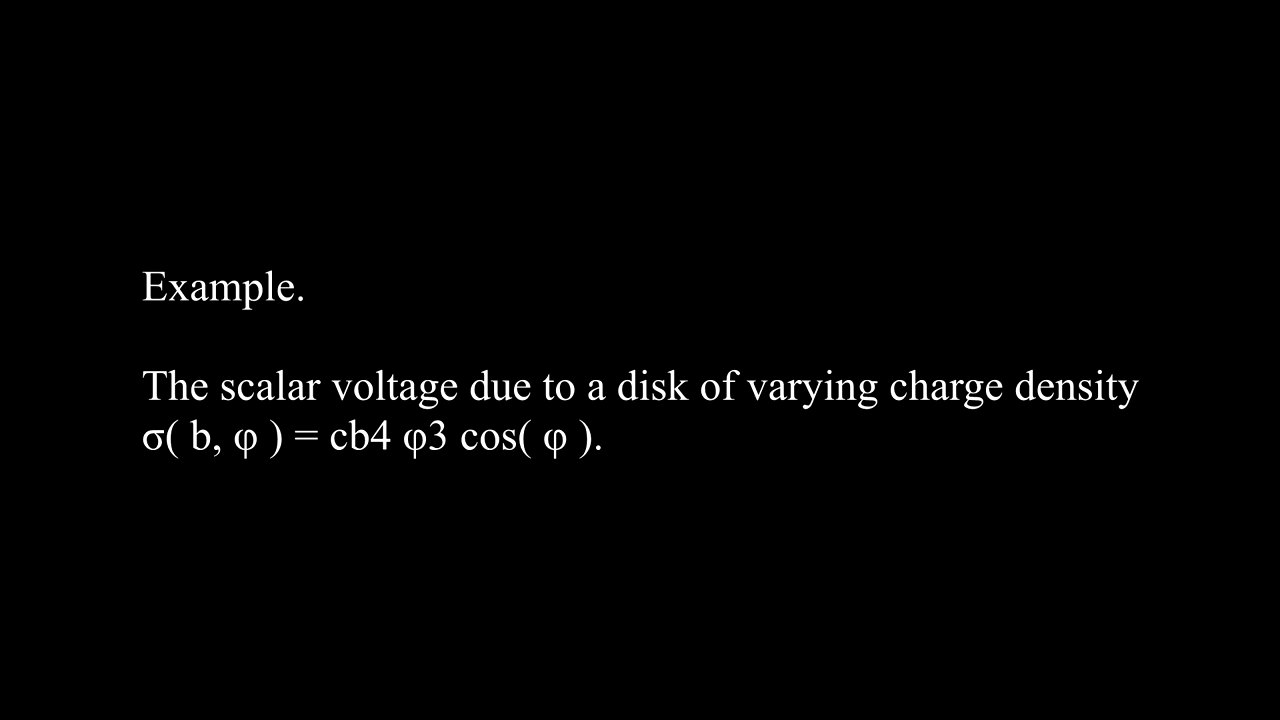 Example.
The scalar voltage due to a disk of varying charge density
σ( b, φ ) = cb4 φ3 cos( φ ).